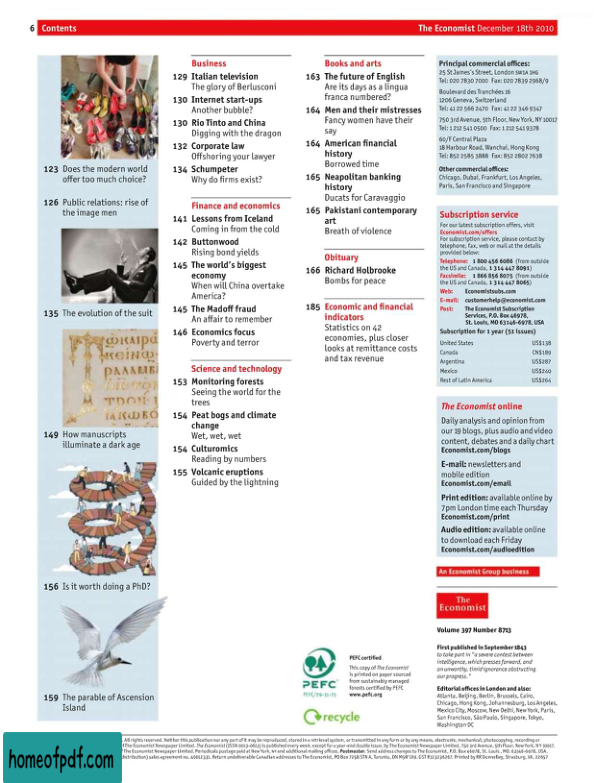 6 Contents
The Economist December 18th 2010
123 Does the modern world
offer too much choice?
126 Public relations: rise of
the image men
135 The evolution of the suit
149 How manuscripts
illuminate a dark age
156 Is it worth doing a PhD?
159 The parable of Ascension
Island
Business
129 Italian television
The glory of Berlusconi
130 Internet start-ups
Another bubble?
130 Rio Tinto and China
Digging with the dragon
132 Corporate law
Offshoring your lawyer
134 Schumpeter
Why do firms exist?
Finance and economics
141 Lessons from Iceland
Coming in from the cold
142 Buttonwood
Rising bond yields
145 The world's biggest
economy
When will China overtake
America?
145 The Madoff fraud
An affair to remember
146 Economics focus
Poverty and terror
Science and technology
153 Monitoring forests
Seeing the world for the
trees
154 Peat bogs and climate
change
Wet, wet, wet
154 Culturomics
Reading by numbers
155 Volcanic eruptions
Guided by the lightning
Books and arts
163 The future of English
Are its days as a lingua
franca numbered?
164 Men and their mistresses
Fancy women have their
say
164 American financial
history
Borrowed time
165 Neapolitan banking
history
Ducats for Caravaggio
165 Pakistani contemporary
art
Breath of violence
Obituary
166 Richard Holbrooke
Bombs for peace
185 Economic and financial
indicators
Statistics on 42
economies, plus closer
looks at remittance costs
and tax revenue
PEFC
PEFC certified
This copy of The Economist
is printed on paper sourced
from sustainably managed
forests certified by PEFC
www.pefc.org
recycle
Principal commercial offices:
25 St James's Street, London SW1A 1HG
Tel: 020 7830 7000 Fax: 020 7839 2968/9
Boulevard des Tranchées 16
1206 Geneva, Switzerland
Tel: 41 22 566 2470 Fax: 41 22 346 9347
750 3rd Avenue, 5th Floor, New York, NY 10017
Tel: 1 212 541 0500 Fax: 1 212 541 9378
60/F Central Plaza
18 Harbour Road, Wanchai, Hong Kong
Tel: 852 2585 3888 Fax: 852 2802 7638
Other commercial offices:
Chicago, Dubai, Frankfurt, Los Angeles,
Paris, San Francisco and Singapore
Subscription service
For our latest subscription offers, visit
Economist.com/offers
For subscription service, please contact by
telephone, fax, web or mail at the details
provided below:
Telephone: 1 800 456 6086 (from outside
the US and Canada, 1 314 447 8091)
Facsimile: 1 866 856 8075 (from outside
the US and Canada, 1 314 447 8065)
Web: Economistsubs.com
E-mail: customerhelp@economist.com
Post: The Economist Subscription
Services, P.O. Box 46978,
St. Louis, MO 63146-6978, USA
Subscription for 1 year (51 issues)
United States US$138
Canada CN$189
Argentina US$287
Mexico US$240
Rest of Latin America US$264
The Economist online
Daily analysis and opinion from
our 19 blogs, plus audio and video
content, debates and a daily chart
Economist.com/blogs
E-mail: newsletters and
mobile edition
Economist.com/email
Print edition: available online by
7pm London time each Thursday
Economist.com/print
Audio edition: available online
to download each Friday
Economist.com/audioedition
An Economist Group business
The
Economist
Volume 397 Number 8713
First published in September 1843
to take part in "a severe contest between
intelligence, which presses forward, and
an unworthy, timid ignorance obstructing
our progress."
Editorial offices in London and also:
Atlanta, Beijing, Berlin, Brussels, Cairo,
Chicago, Hong Kong, Johannesburg, Los Angeles,
Mexico City, Moscow, New Delhi, New York, Paris,
San Francisco, São Paulo, Singapore, Tokyo,
Washington DC
homeofpdf.com